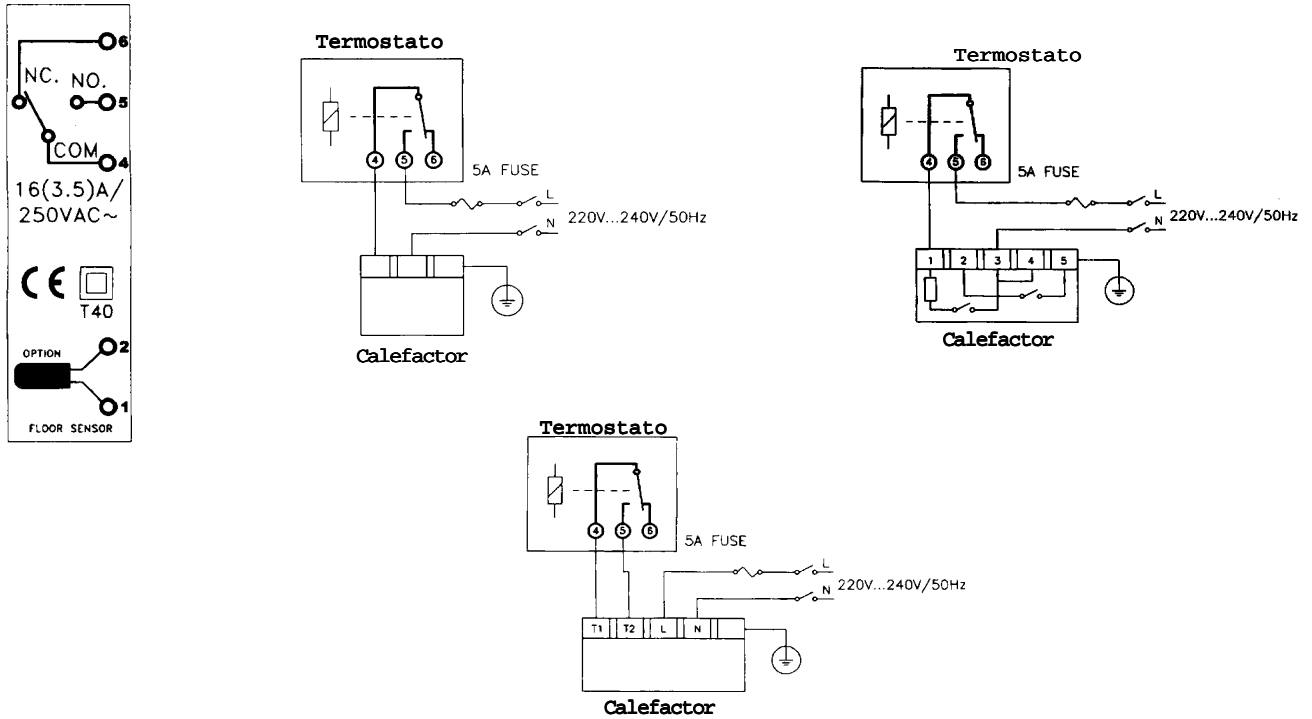 6
NC. NO.
5
COM
4
16(3.5)A/
250VAC~
CE
T40
OPTION
2
1
FLOOR SENSOR
Termostato
4 5 6
5A FUSE
L
N
220V...240V/50Hz
Calefactor
Termostato
4 5 6
5A FUSE
L
N
220V...240V/50Hz
1 2 3 4 5
Calefactor
Termostato
4 5 6
5A FUSE
L
N
220V...240V/50Hz
T1 T2 L N
Calefactor